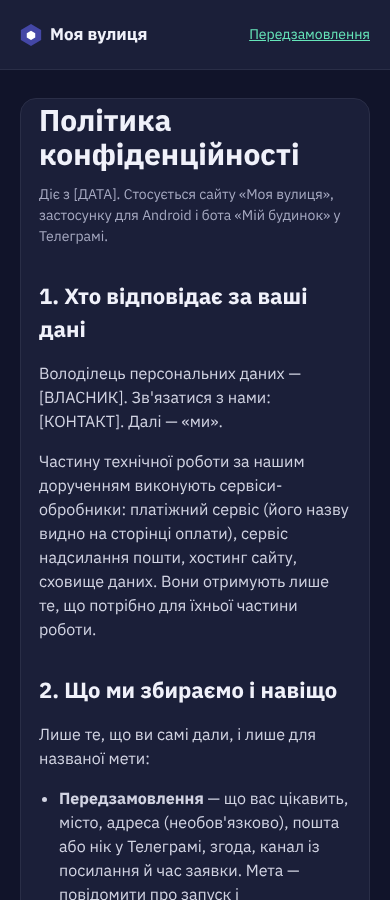 Моя вулиця
Передзамовлення
Політика
конфіденційності
Діє з [ДАТА]. Стосується сайту «Моя вулиця»,
застосунку для Android і бота «Мій будинок» у
Телеграмі.
1. Хто відповідає за ваші
дані
Володілець персональних даних —
[ВЛАСНИК]. Зв'язатися з нами:
[КОНТАКТ]. Далі — «ми».
Частину технічної роботи за нашим
дорученням виконують сервіси-
обробники: платіжний сервіс (його назву
видно на сторінці оплати), сервіс
надсилання пошти, хостинг сайту,
сховище даних. Вони отримують лише
те, що потрібно для їхньої частини
роботи.
2. Що ми збираємо і навіщо
Лише те, що ви самі дали, і лише для
названої мети:
• Передзамовлення — що вас цікавить,
місто, адреса (необов'язково), пошта
або нік у Телеграмі, згода, канал із
посилання й час заявки. Мета —
повідомити про запуск і